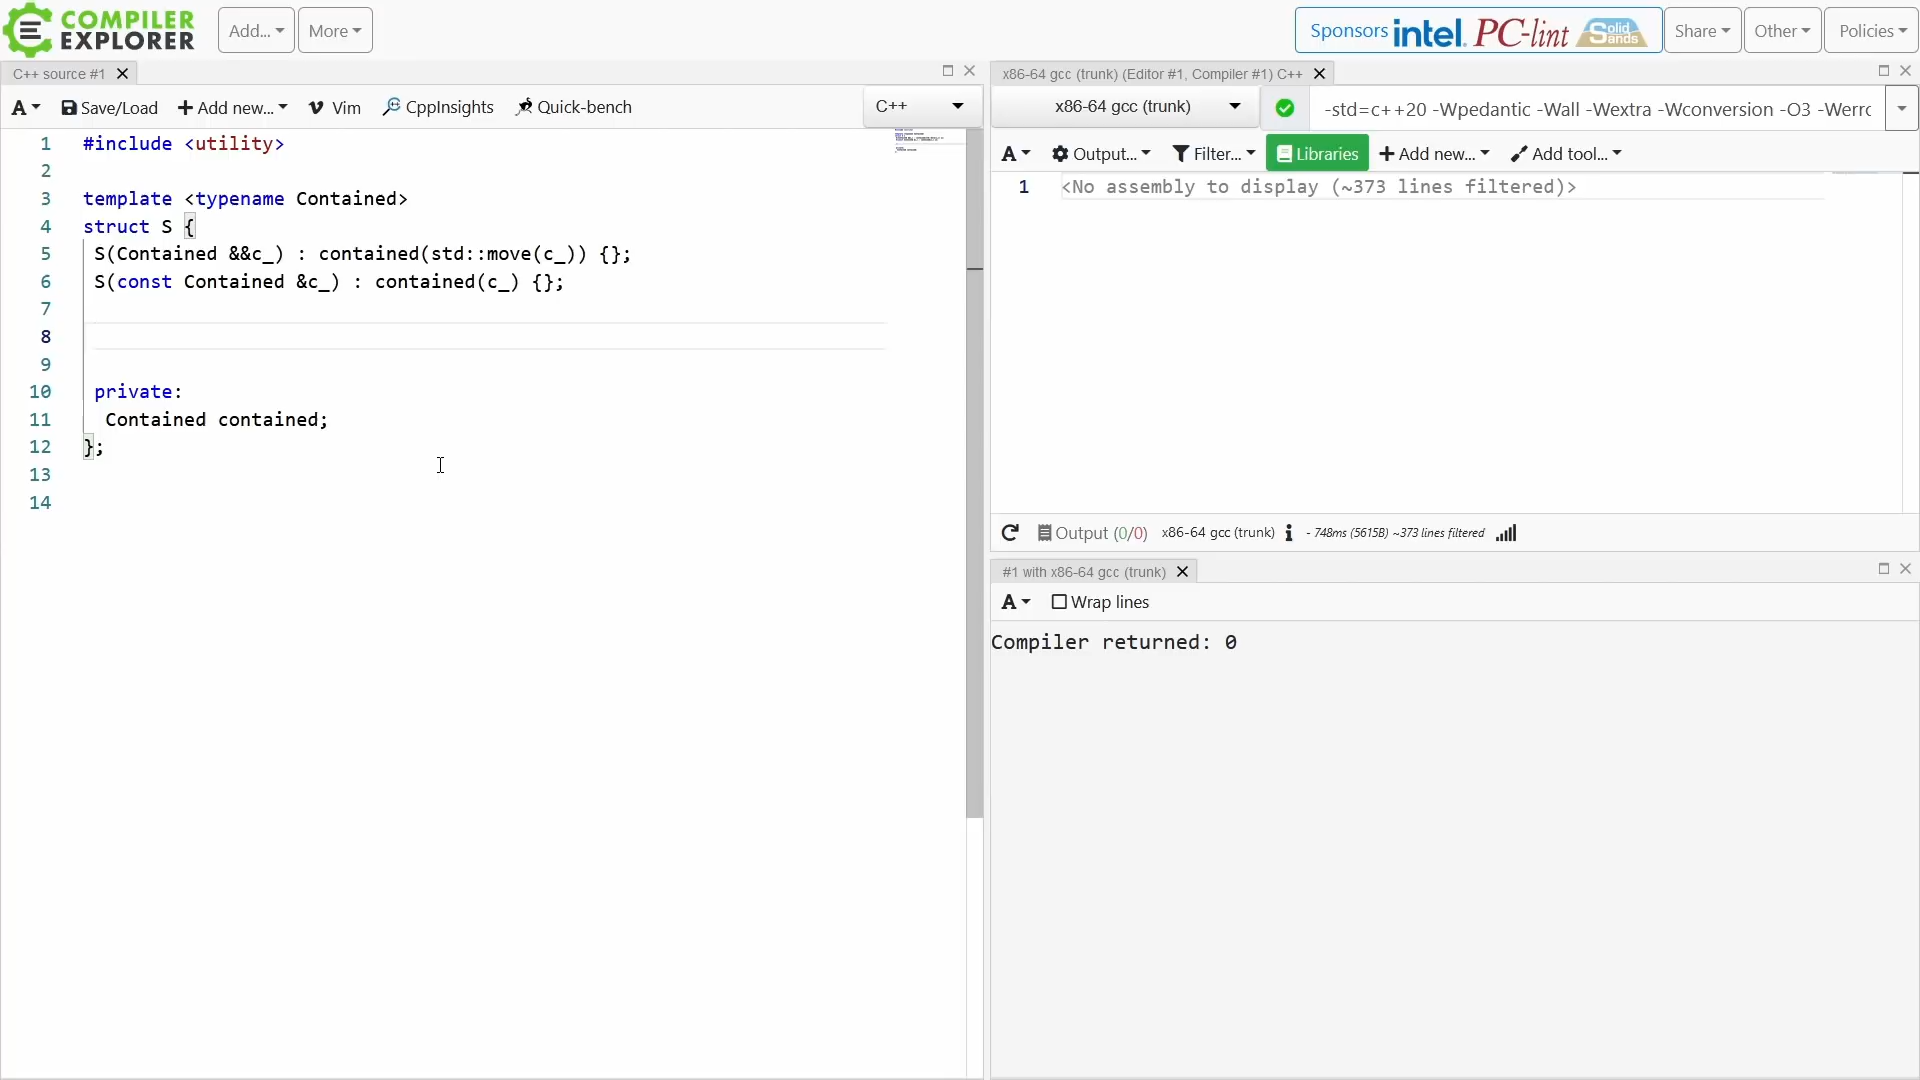 COMPILER
EXPLORER
Add...
More
Sponsors intel. PC-lint Solid Sands
Share
Other
Policies
C++ source #1
A
Save/Load
Add new...
Vim
CppInsights
Quick-bench
C++
1 #include <utility>
2
3 template <typename Contained>
4 struct S {
5 S(Contained &&c_) : contained(std::move(c_)) {};
6 S(const Contained &c_) : contained(c_) {};
7
8
9
10 private:
11 Contained contained;
12 };
13
14
x86-64 gcc (trunk) (Editor #1, Compiler #1) C++
x86-64 gcc (trunk)
-std=c++20 -Wpedantic -Wall -Wextra -Wconversion -O3 -Werrc
A
Output...
Filter...
Libraries
Add new...
Add tool...
1 <No assembly to display (~373 lines filtered)>
Output (0/0) x86-64 gcc (trunk) i - 748ms (5615B) ~373 lines filtered
#1 with x86-64 gcc (trunk)
A
Wrap lines
Compiler returned: 0